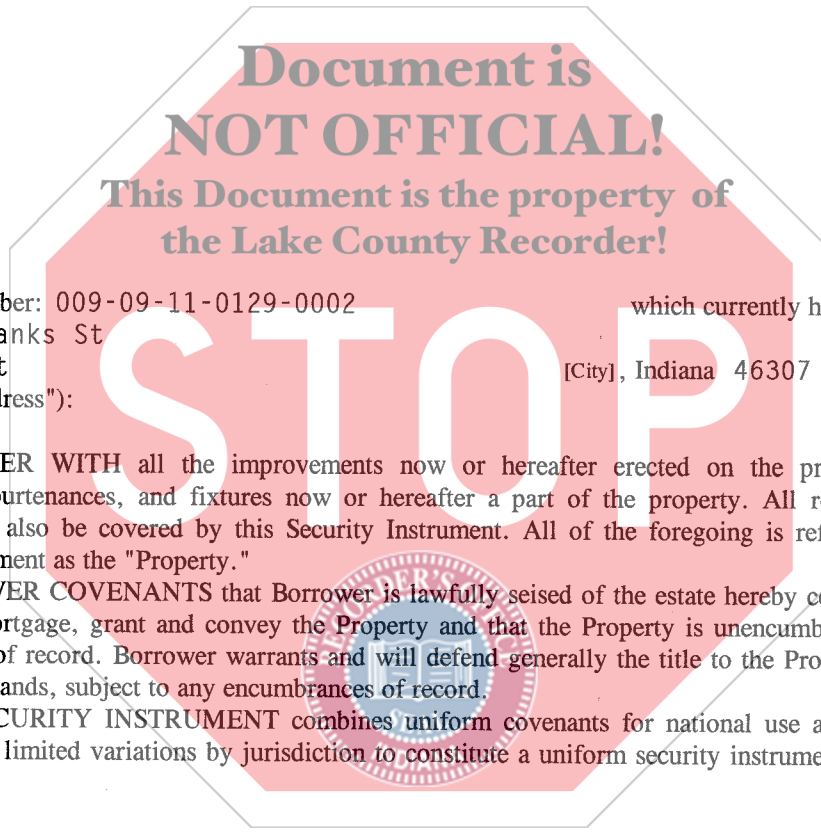 Document is
NOT OFFICIAL!
This Document is the property of
the Lake County Recorder!
ber: 009-09-11-0129-0002 which currently h
anks St
t [City], Indiana 46307
dress"):
STOP
ER WITH all the improvements now or hereafter erected on the pr
purtenances, and fixtures now or hereafter a part of the property. All r
also be covered by this Security Instrument. All of the foregoing is ref
ment as the "Property."
VER COVENANTS that Borrower is lawfully seised of the estate hereby co
ortgage, grant and convey the Property and that the Property is unencumb
of record. Borrower warrants and will defend generally the title to the Pro
ands, subject to any encumbrances of record.
CURITY INSTRUMENT combines uniform covenants for national use a
limited variations by jurisdiction to constitute a uniform security instrume
RECORDER'S
SEAL
INDIANA